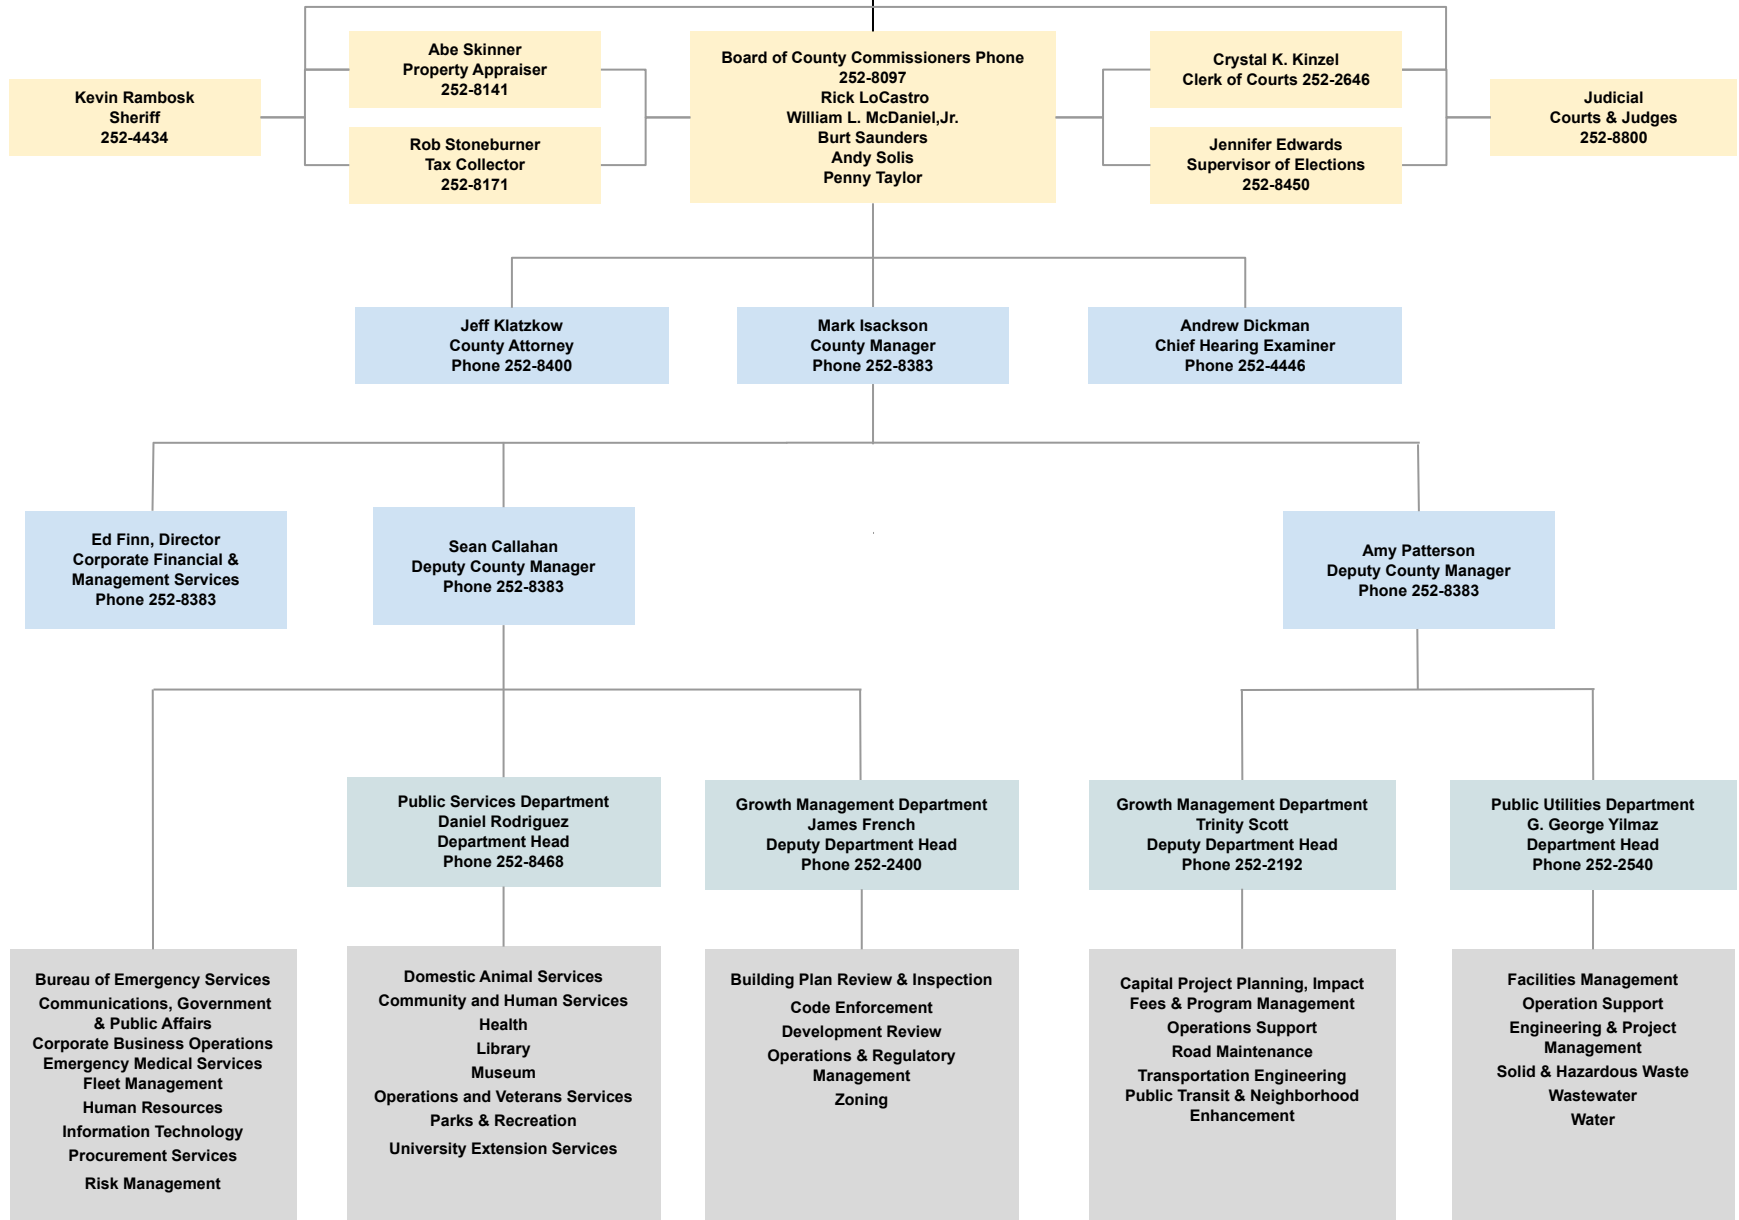 Abe Skinner
Property Appraiser
252-8141
Board of County Commissioners Phone
252-8097
Rick LoCastro
William L. McDaniel,Jr.
Burt Saunders
Andy Solis
Penny Taylor
Crystal K. Kinzel
Clerk of Courts 252-2646
Kevin Rambosk
Sheriff
252-4434
Judicial
Courts & Judges
252-8800
Rob Stoneburner
Tax Collector
252-8171
Jennifer Edwards
Supervisor of Elections
252-8450
Jeff Klatzkow
County Attorney
Phone 252-8400
Mark Isackson
County Manager
Phone 252-8383
Andrew Dickman
Chief Hearing Examiner
Phone 252-4446
Ed Finn, Director
Corporate Financial &
Management Services
Phone 252-8383
Sean Callahan
Deputy County Manager
Phone 252-8383
Amy Patterson
Deputy County Manager
Phone 252-8383
Public Services Department
Daniel Rodriguez
Department Head
Phone 252-8468
Growth Management Department
James French
Deputy Department Head
Phone 252-2400
Growth Management Department
Trinity Scott
Deputy Department Head
Phone 252-2192
Public Utilities Department
G. George Yilmaz
Department Head
Phone 252-2540
Bureau of Emergency Services
Communications, Government
& Public Affairs
Corporate Business Operations
Emergency Medical Services
Fleet Management
Human Resources
Information Technology
Procurement Services
Risk Management
Domestic Animal Services
Community and Human Services
Health
Library
Museum
Operations and Veterans Services
Parks & Recreation
University Extension Services
Building Plan Review & Inspection
Code Enforcement
Development Review
Operations & Regulatory
Management
Zoning
Capital Project Planning, Impact
Fees & Program Management
Operations Support
Road Maintenance
Transportation Engineering
Public Transit & Neighborhood
Enhancement
Facilities Management
Operation Support
Engineering & Project
Management
Solid & Hazardous Waste
Wastewater
Water